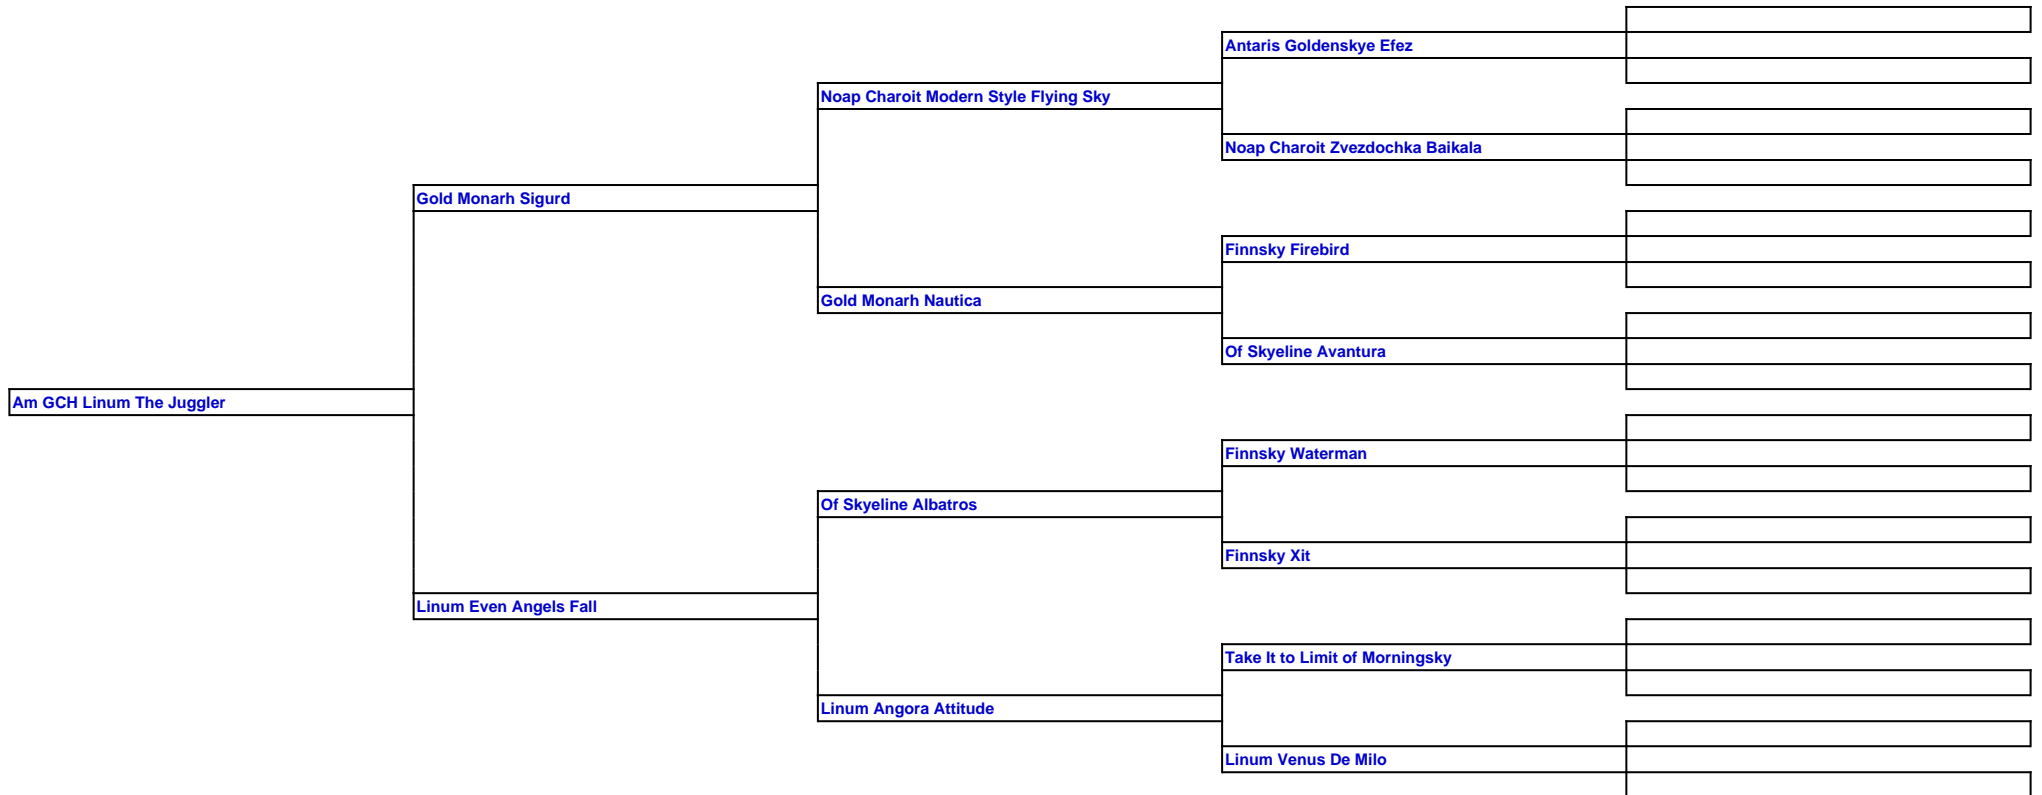 Antaris Goldenskye Efez
Noap Charoit Modern Style Flying Sky
Noap Charoit Zvezdochka Baikala
Gold Monarh Sigurd
Finnsky Firebird
Gold Monarh Nautica
Of Skyeline Avantura
Am GCH Linum The Juggler
Finnsky Waterman
Of Skyeline Albatros
Finnsky Xit
Linum Even Angels Fall
Take It to Limit of Morningsky
Linum Angora Attitude
Linum Venus De Milo